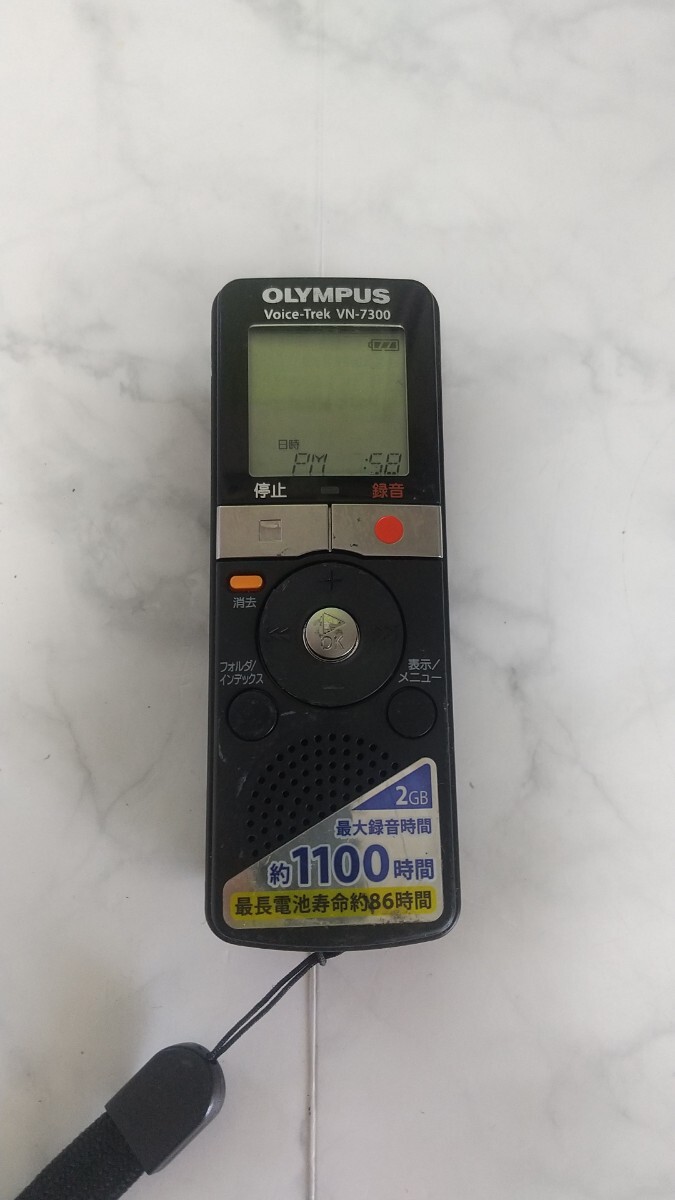 OLYMPUS
Voice-Trek VN-7300
日時
PM :58
停止 録音
消去
OK
フォルダ/
インデックス
表示/
メニュー
2GB
最大録音時間
約1100時間
最長電池寿命約86時間